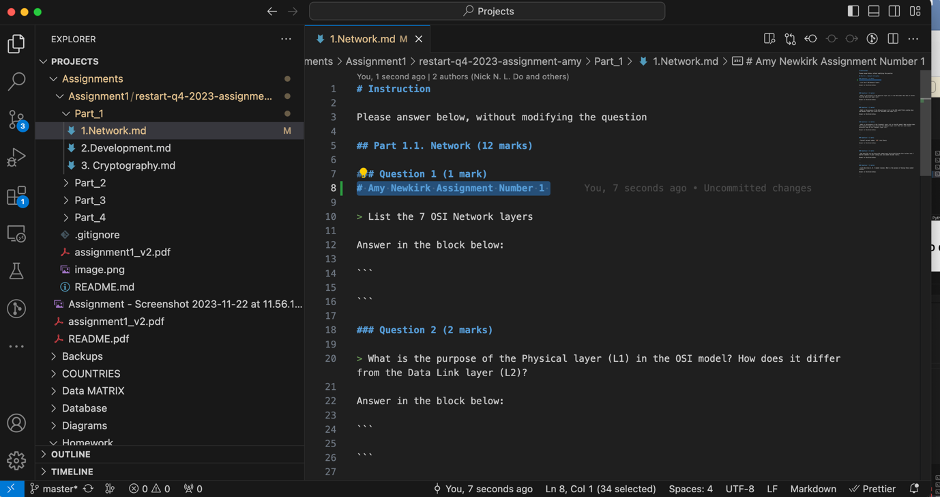 Projects
EXPLORER
PROJECTS
Assignments
Assignment1/restart-q4-2023-assignme...
Part_1
1.Network.md M
2.Development.md
3. Cryptography.md
Part_2
Part_3
Part_4
.gitignore
assignment1_v2.pdf
image.png
README.md
Assignment - Screenshot 2023-11-22 at 11.56.1...
assignment1_v2.pdf
README.pdf
Backups
COUNTRIES
Data MATRIX
Database
Diagrams
Homework
OUTLINE
TIMELINE
3
1
1.Network.md M
ments > Assignment1 > restart-q4-2023-assignment-amy > Part_1 > 1.Network.md > # Amy Newkirk Assignment Number 1
You, 1 second ago | 2 authors (Nick N. L. Do and others)
1 # Instruction
2
3 Please answer below, without modifying the question
4
5 ## Part 1.1. Network (12 marks)
6
7 ### Question 1 (1 mark)
8 # Amy Newkirk Assignment Number 1 You, 7 seconds ago • Uncommitted changes
9
10 > List the 7 OSI Network layers
11
12 Answer in the block below:
13
14 ```
15
16 ```
17
18 ### Question 2 (2 marks)
19
20 > What is the purpose of the Physical layer (L1) in the OSI model? How does it differ
from the Data Link layer (L2)?
21
22 Answer in the block below:
23
24 ```
25
26 ```
27
master* 0 0 0 You, 7 seconds ago Ln 8, Col 1 (34 selected) Spaces: 4 UTF-8 LF Markdown Prettier